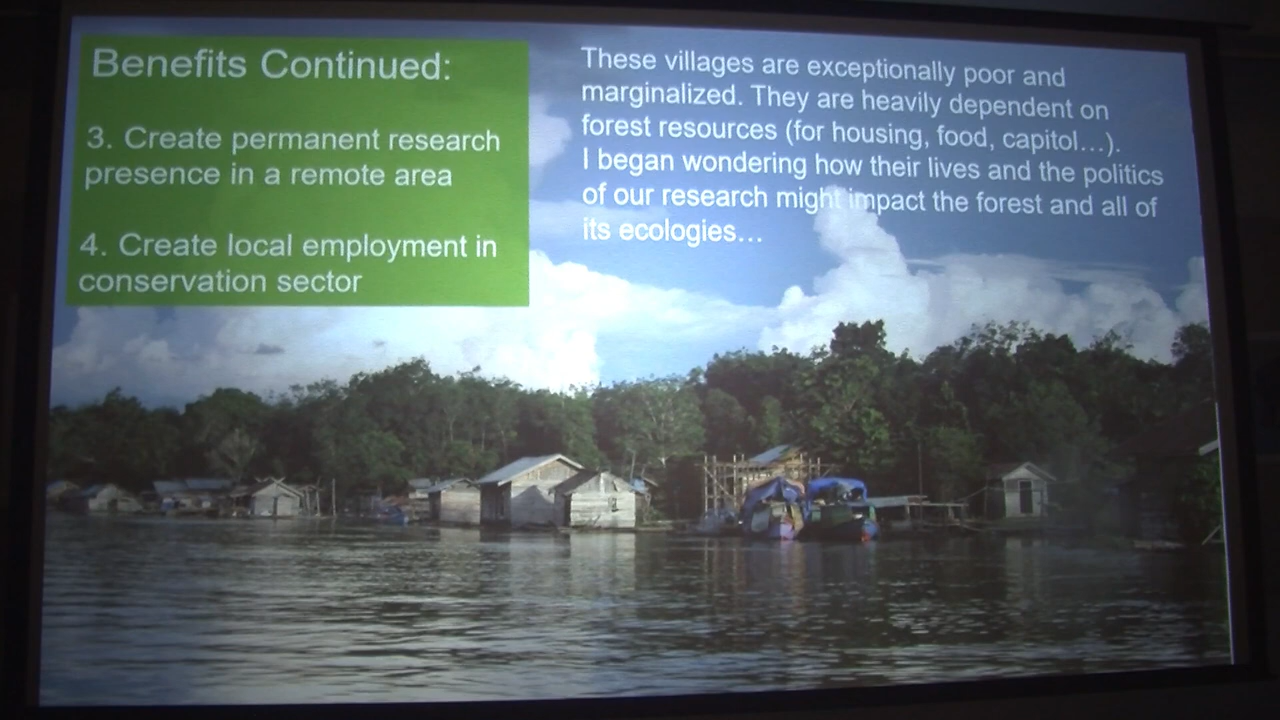 Benefits Continued:
3. Create permanent research
presence in a remote area
4. Create local employment in
conservation sector
These villages are exceptionally poor and
marginalized. They are heavily dependent on
forest resources (for housing, food, capitol...).
I began wondering how their lives and the politics
of our research might impact the forest and all of
its ecologies...